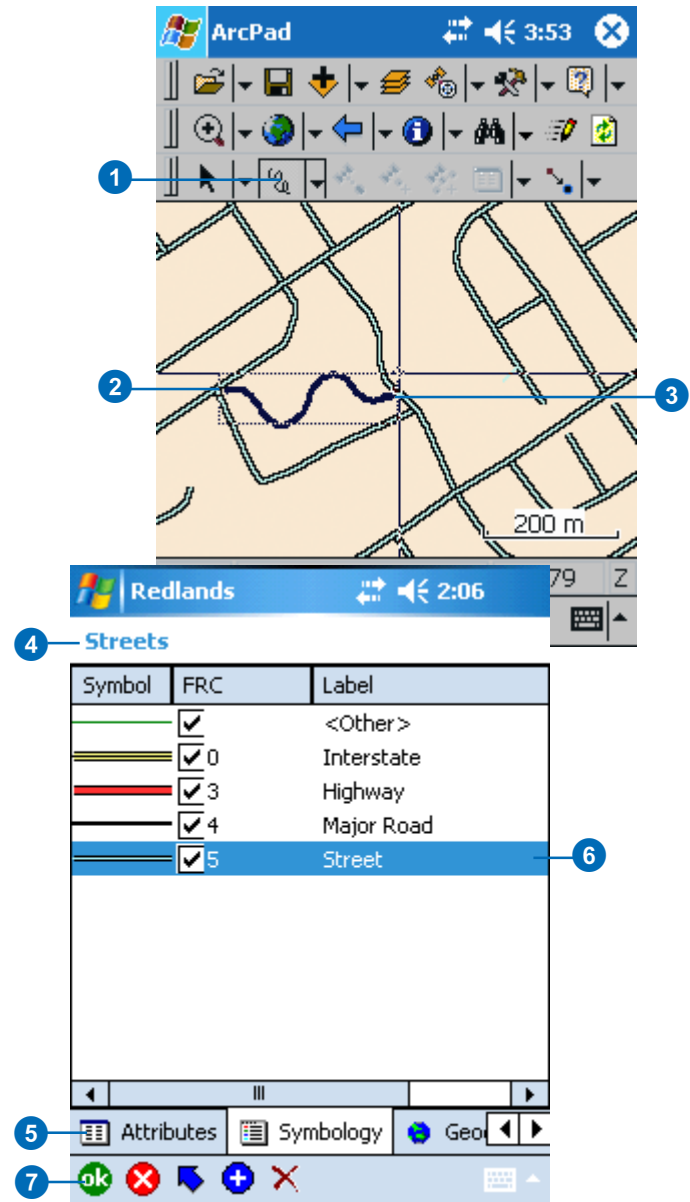 ArcPad 3:53
1
2
3
200 m
79 Z
Redlands 2:06
4 Streets
Symbol FRC Label
<Other>
0 Interstate
3 Highway
4 Major Road
5 Street
6
5 Attributes Symbology Geo
7 ok